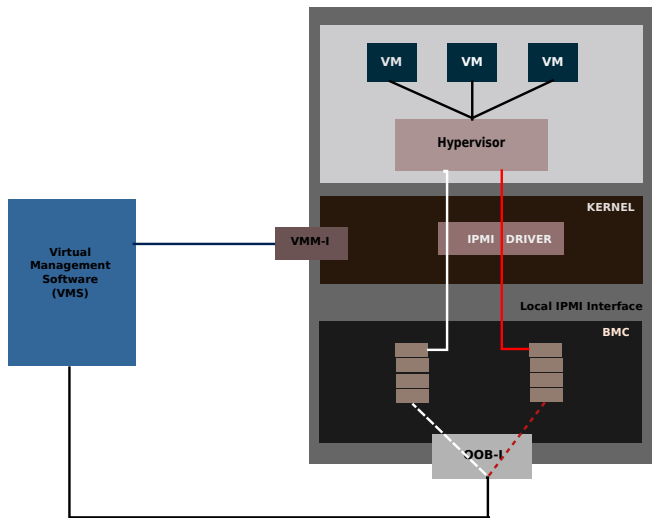 VM
VM
VM
Hypervisor
KERNEL
VMM-I
IPMI DRIVER
Virtual
Management
Software
(VMS)
Local IPMI Interface
BMC
OOB-I